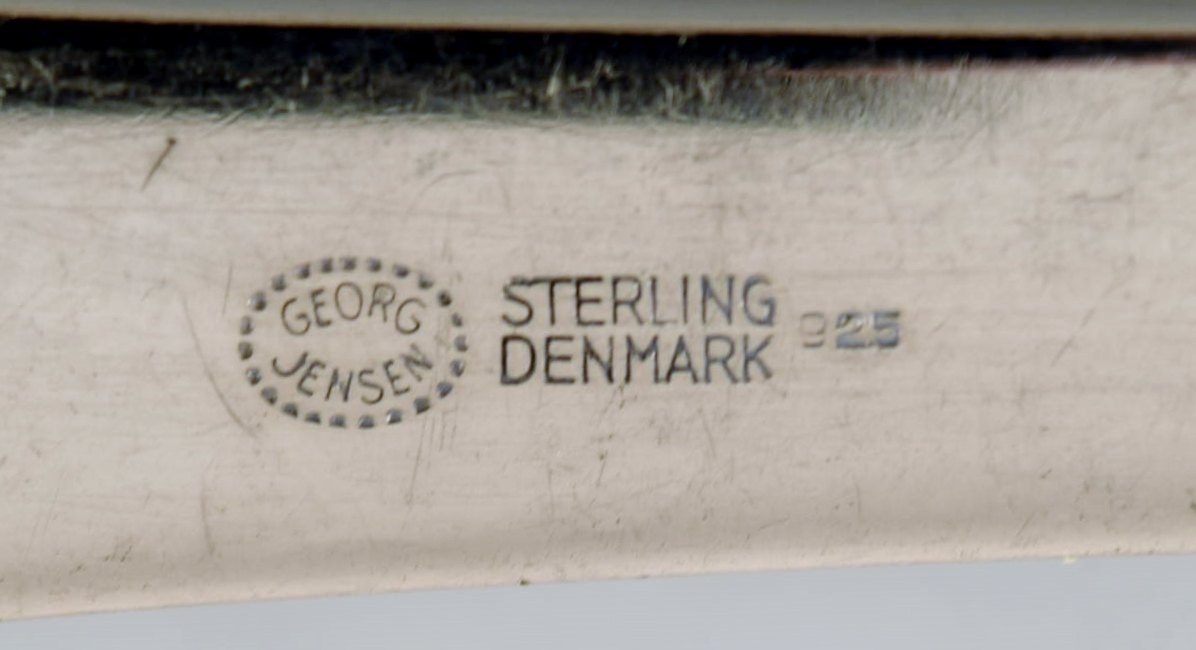 GEORG
JENSEN
STERLING
DENMARK
925